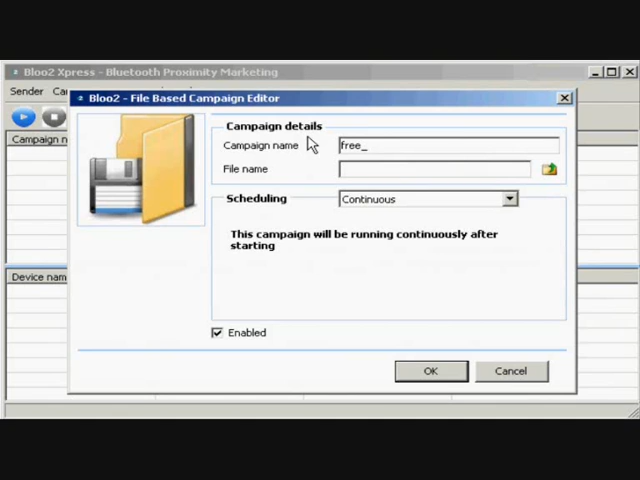 Bloo2 Xpress - Bluetooth Proximity Marketing
Sender
Bloo2 - File Based Campaign Editor
Campaign details
Campaign name free_
File name
Scheduling Continuous
This campaign will be running continuously after
starting
Enabled
OK Cancel
Campaign
Device name